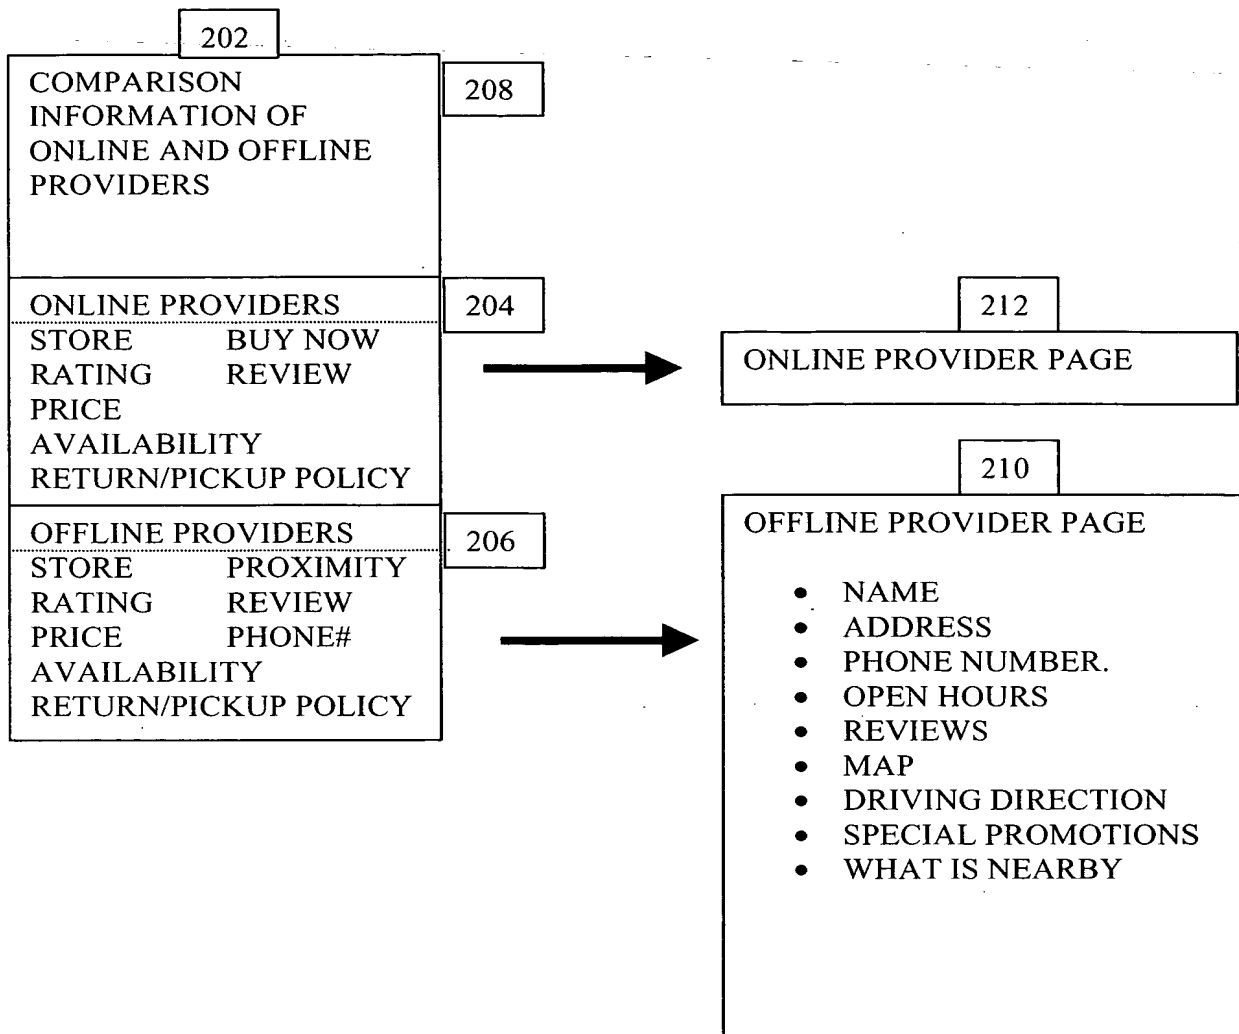 202
COMPARISON
INFORMATION OF
ONLINE AND OFFLINE
PROVIDERS
208
ONLINE PROVIDERS
204
STORE BUY NOW
RATING REVIEW
PRICE
AVAILABILITY
RETURN/PICKUP POLICY
212
ONLINE PROVIDER PAGE
OFFLINE PROVIDERS
206
STORE PROXIMITY
RATING REVIEW
PRICE PHONE#
AVAILABILITY
RETURN/PICKUP POLICY
210
OFFLINE PROVIDER PAGE
• NAME
• ADDRESS
• PHONE NUMBER.
• OPEN HOURS
• REVIEWS
• MAP
• DRIVING DIRECTION
• SPECIAL PROMOTIONS
• WHAT IS NEARBY